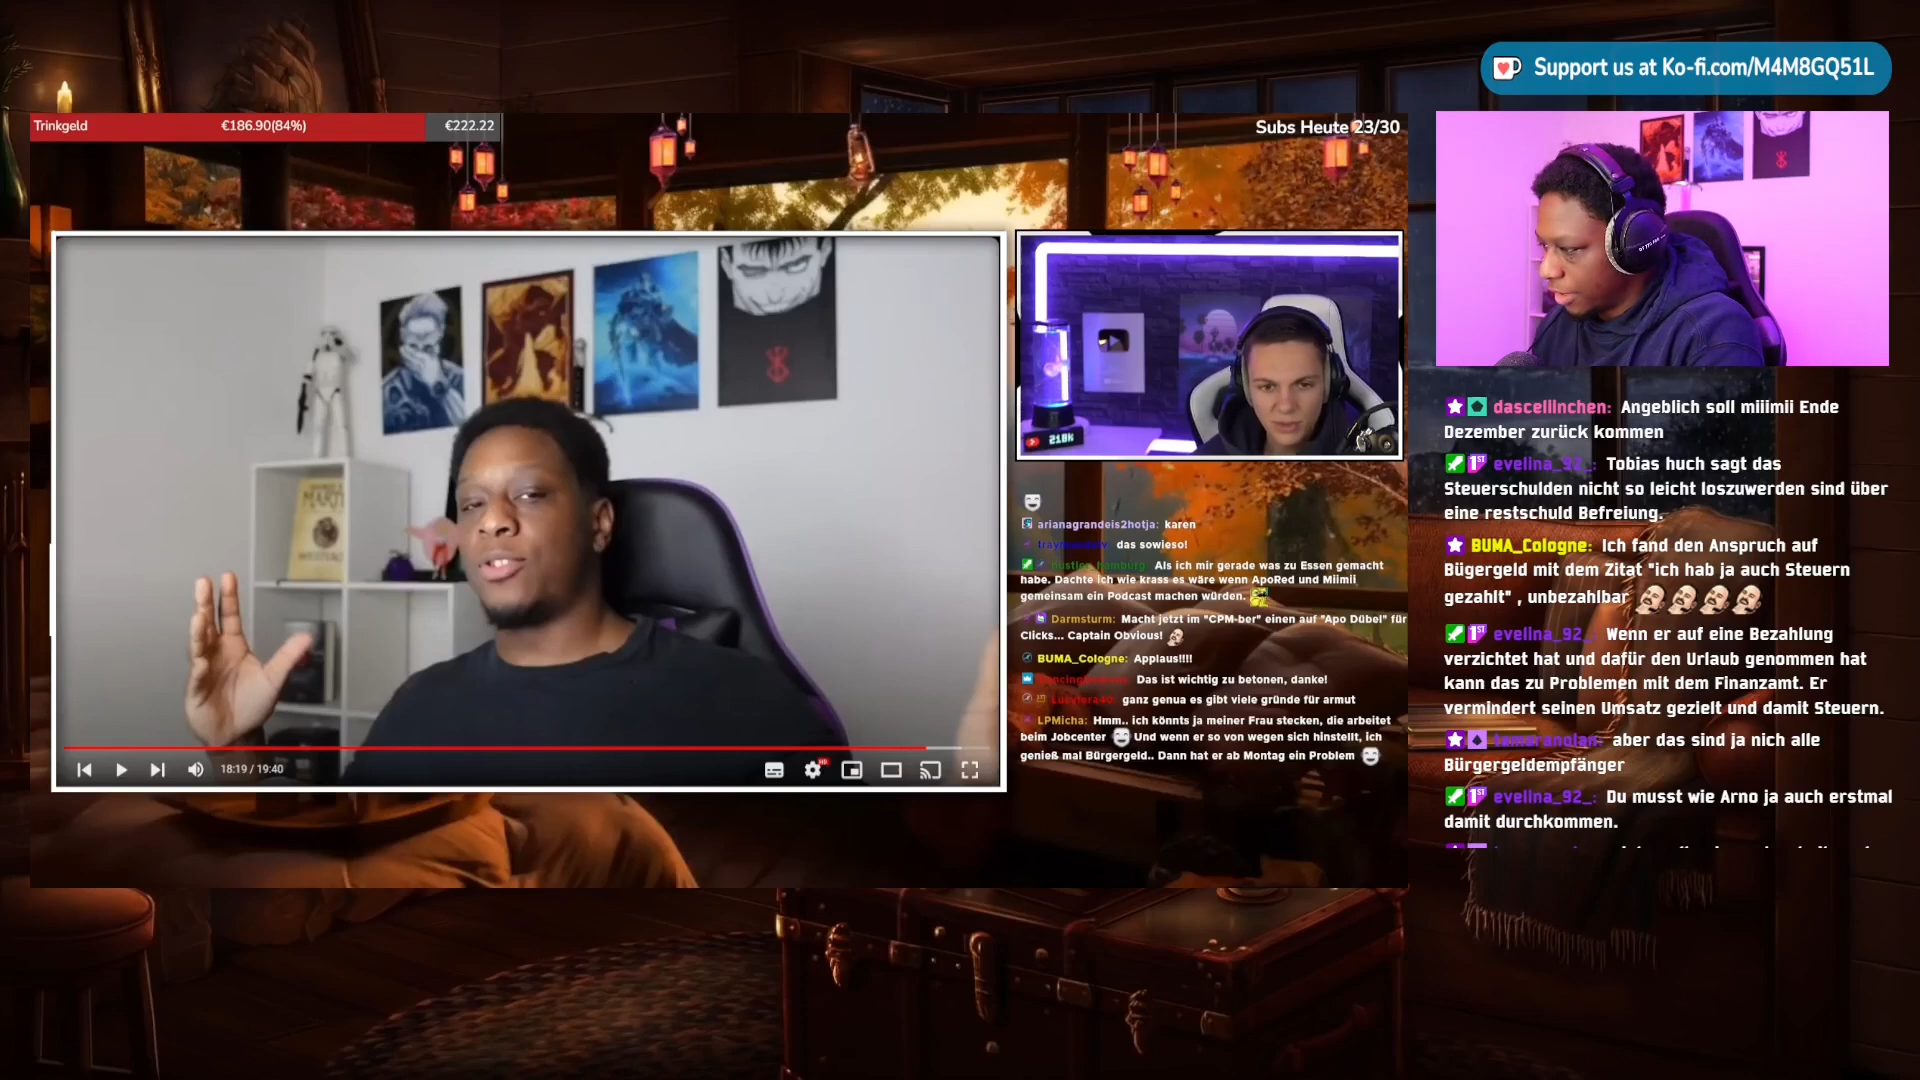 Support us at Ko-fi.com/M4M8GQ51L
Trinkgeld €186.90(84%) €222.22
Subs Heute 23/30
218K
18:19 / 19:40
HD
arianagrandeis2hotja: karen
das sowieso!
Als ich mir gerade was zu Essen gemacht
habe. Dachte ich wie krass es wäre wenn ApoRed und Miimii
gemeinsam ein Podcast machen würden.
Darmsturm: Macht jetzt im "CPM-ber" einen auf "Apo Dübel" für
Clicks... Captain Obvious!
BUMA_Cologne: Applaus!!!!
Das ist wichtig zu betonen, danke!
ganz genua es gibt viele gründe für armut
LPMicha: Hmm.. ich könnts ja meiner Frau stecken, die arbeitet
beim Jobcenter Und wenn er so von wegen sich hinstellt, ich
genieß mal Bürgergeld.. Dann hat er ab Montag ein Problem
dascellinchen: Angeblich soll miiimii Ende
Dezember zurück kommen
1ST evelina_92_: Tobias huch sagt das
Steuerschulden nicht so leicht loszuwerden sind über
eine restschuld Befreiung.
BUMA_Cologne: Ich fand den Anspruch auf
Bügergeld mit dem Zitat "ich hab ja auch Steuern
gezahlt" , unbezahlbar
1ST evelina_92_: Wenn er auf eine Bezahlung
verzichtet hat und dafür den Urlaub genommen hat
kann das zu Problemen mit dem Finanzamt. Er
vermindert seinen Umsatz gezielt und damit Steuern.
tamaranolan: aber das sind ja nich alle
Bürgergeldempfänger
1ST evelina_92_: Du musst wie Arno ja auch erstmal
damit durchkommen.